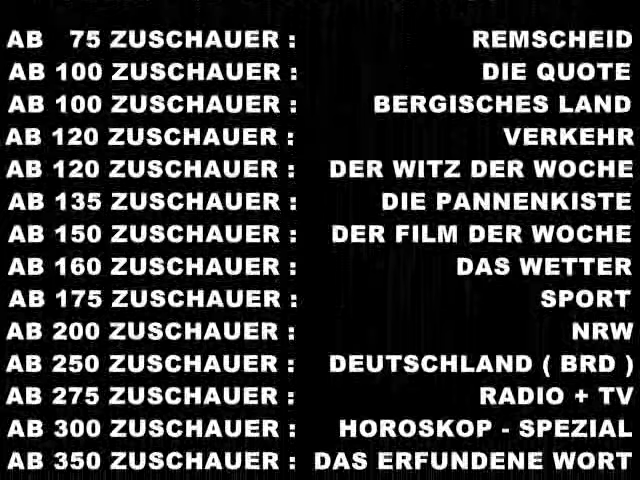 AB 75 ZUSCHAUER : REMSCHEID
AB 100 ZUSCHAUER : DIE QUOTE
AB 100 ZUSCHAUER : BERGISCHES LAND
AB 120 ZUSCHAUER : VERKEHR
AB 120 ZUSCHAUER : DER WITZ DER WOCHE
AB 135 ZUSCHAUER : DIE PANNENKISTE
AB 150 ZUSCHAUER : DER FILM DER WOCHE
AB 160 ZUSCHAUER : DAS WETTER
AB 175 ZUSCHAUER : SPORT
AB 200 ZUSCHAUER : NRW
AB 250 ZUSCHAUER : DEUTSCHLAND ( BRD )
AB 275 ZUSCHAUER : RADIO + TV
AB 300 ZUSCHAUER : HOROSKOP - SPEZIAL
AB 350 ZUSCHAUER : DAS ERFUNDENE WORT